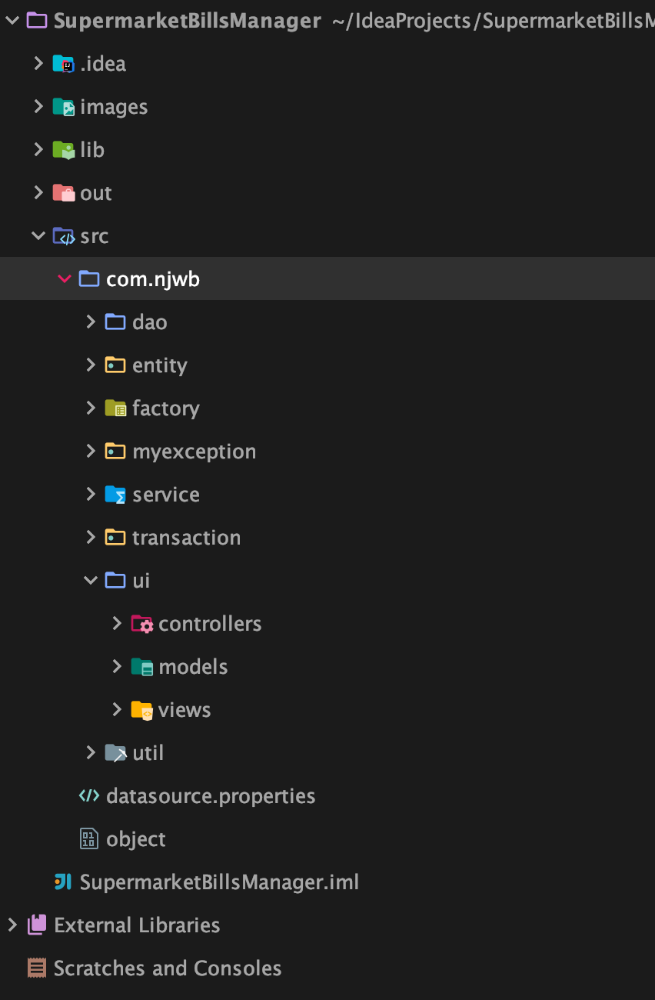 SupermarketBillsManager ~/IdeaProjects/SupermarketBillsM
.idea
images
lib
out
src
com.njwb
dao
entity
factory
myexception
service
transaction
ui
controllers
models
views
util
datasource.properties
object
SupermarketBillsManager.iml
External Libraries
Scratches and Consoles